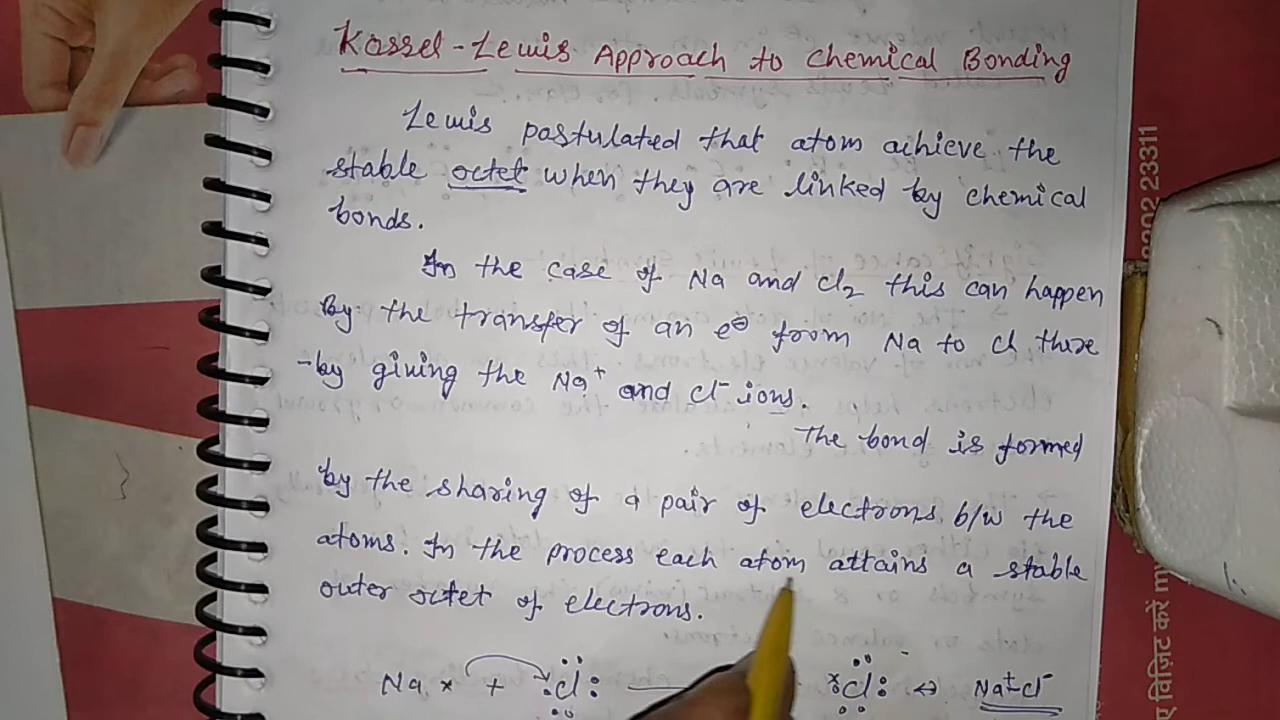 Kossel-Lewis Approach to Chemical Bonding
Lewis postulated that atom achieve the
stable octet when they are linked by chemical
bonds.
In the case of Na and Cl2 this can happen
By the transfer of an e⊖ from Na to Cl there
-by giving the Na+ and Cl- ions.
The bond is formed
by the sharing of a pair of electrons b/w the
atoms. In the process each atom attains a stable
outer octet of electrons.
Na × + :Cl: Cl: ↔ Na+Cl-
02 23311
विज़िट करें